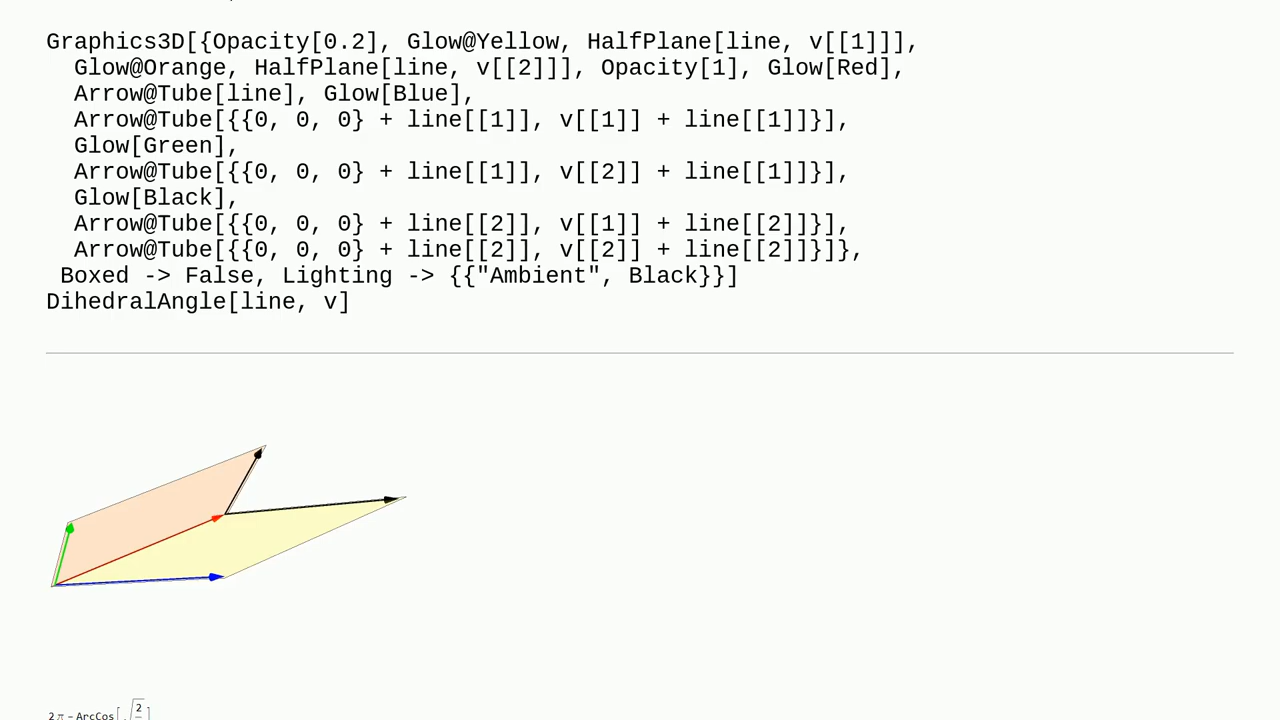 Graphics3D[{Opacity[0.2], Glow@Yellow, HalfPlane[line, v[[1]]],
Glow@Orange, HalfPlane[line, v[[2]]], Opacity[1], Glow[Red],
Arrow@Tube[line], Glow[Blue],
Arrow@Tube[{{0, 0, 0} + line[[1]], v[[1]] + line[[1]]}],
Glow[Green],
Arrow@Tube[{{0, 0, 0} + line[[1]], v[[2]] + line[[1]]}],
Glow[Black],
Arrow@Tube[{{0, 0, 0} + line[[2]], v[[1]] + line[[2]]}],
Arrow@Tube[{{0, 0, 0} + line[[2]], v[[2]] + line[[2]]}]},
Boxed -> False, Lighting -> {{"Ambient", Black}}]
DihedralAngle[line, v]
2 π - ArcCos[√2